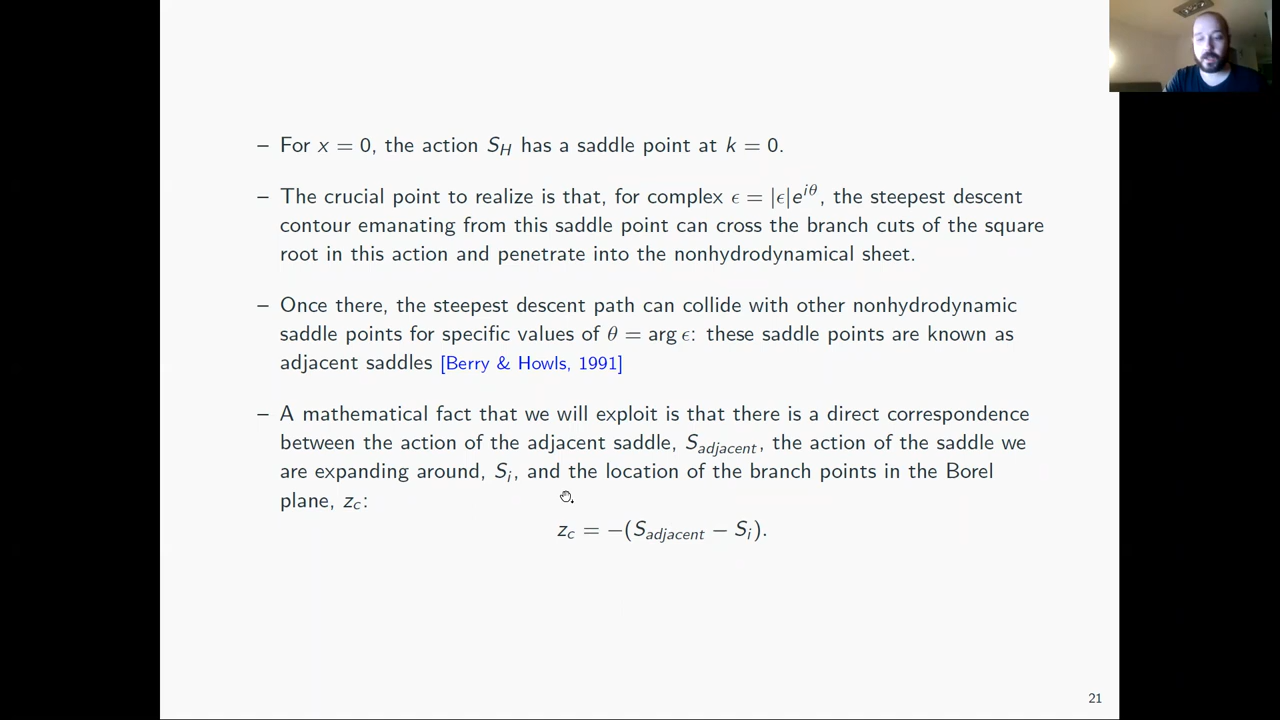 – For x = 0, the action S_H has a saddle point at k = 0.
– The crucial point to realize is that, for complex ϵ = |ϵ|e^{iθ}, the steepest descent
contour emanating from this saddle point can cross the branch cuts of the square
root in this action and penetrate into the nonhydrodynamical sheet.
– Once there, the steepest descent path can collide with other nonhydrodynamic
saddle points for specific values of θ = arg ϵ: these saddle points are known as
adjacent saddles [Berry & Howls, 1991]
– A mathematical fact that we will exploit is that there is a direct correspondence
between the action of the adjacent saddle, S_{adjacent}, the action of the saddle we
are expanding around, S_i, and the location of the branch points in the Borel
plane, z_c:
z_c = −(S_{adjacent} − S_i).
21